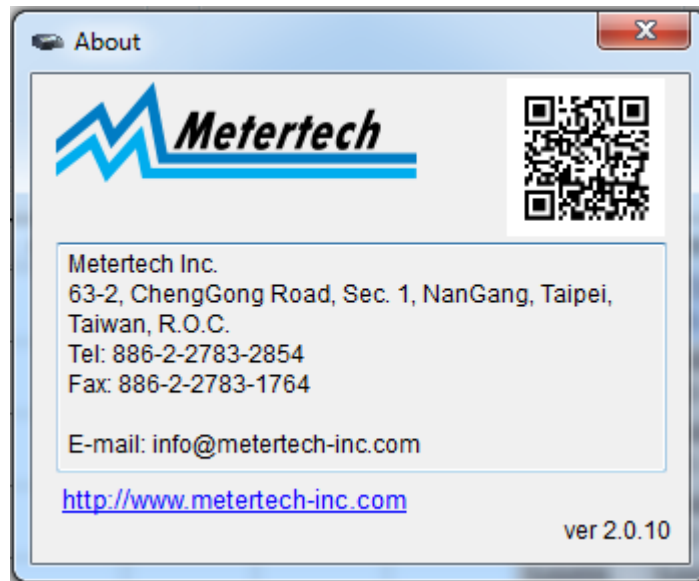 About
Metertech
Metertech Inc.
63-2, ChengGong Road, Sec. 1, NanGang, Taipei,
Taiwan, R.O.C.
Tel: 886-2-2783-2854
Fax: 886-2-2783-1764
E-mail: info@metertech-inc.com
http://www.metertech-inc.com
ver 2.0.10